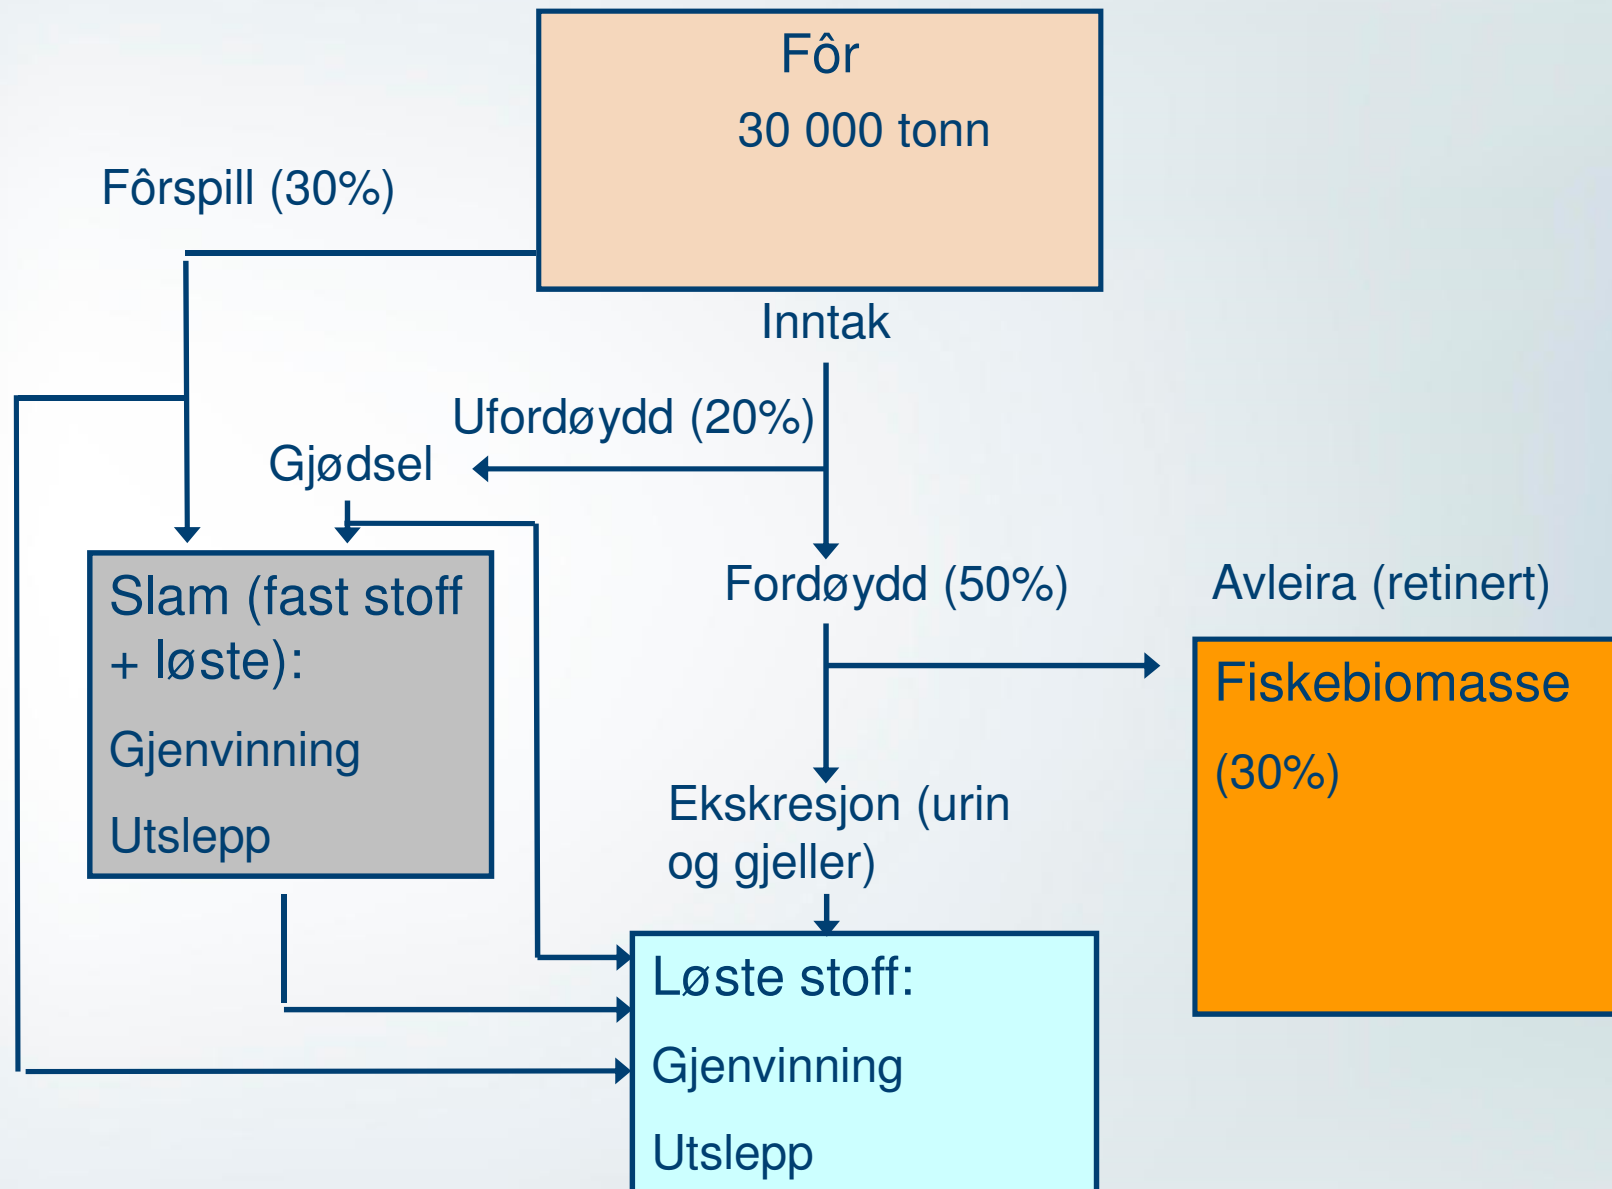 Fôr
30 000 tonn
Fôrspill (30%)
Inntak
Ufordøydd (20%)
Gjødsel
Fordøydd (50%)
Avleira (retinert)
Slam (fast stoff
+ løste):
Gjenvinning
Utslepp
Fiskebiomasse
(30%)
Ekskresjon (urin
og gjeller)
Løste stoff:
Gjenvinning
Utslepp